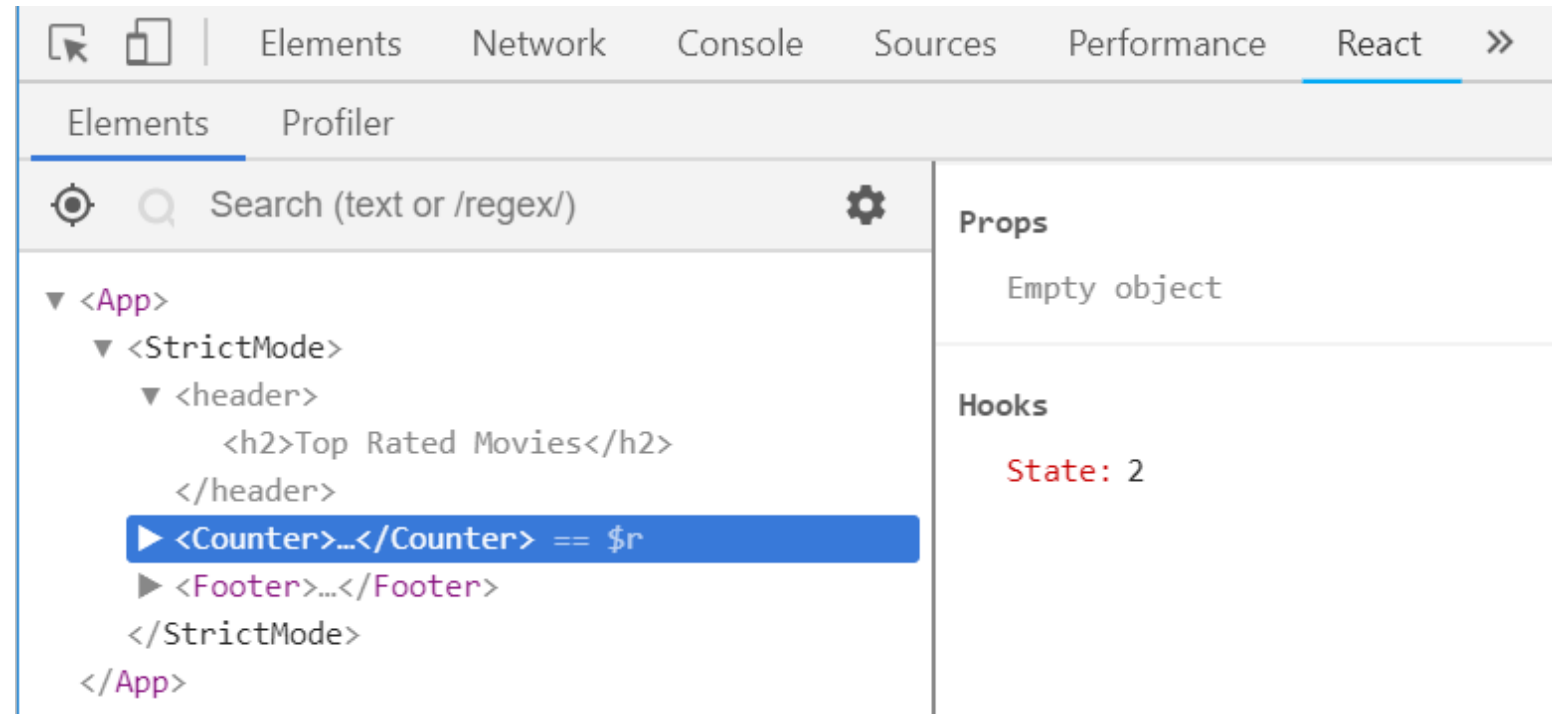 Elements Network Console Sources Performance React »
Elements Profiler
Search (text or /regex/)
Props
Empty object
▼ <App>
▼ <StrictMode>
▼ <header>
<h2>Top Rated Movies</h2>
</header>
▶ <Counter>…</Counter> == $r
▶ <Footer>…</Footer>
</StrictMode>
</App>
Hooks
State: 2